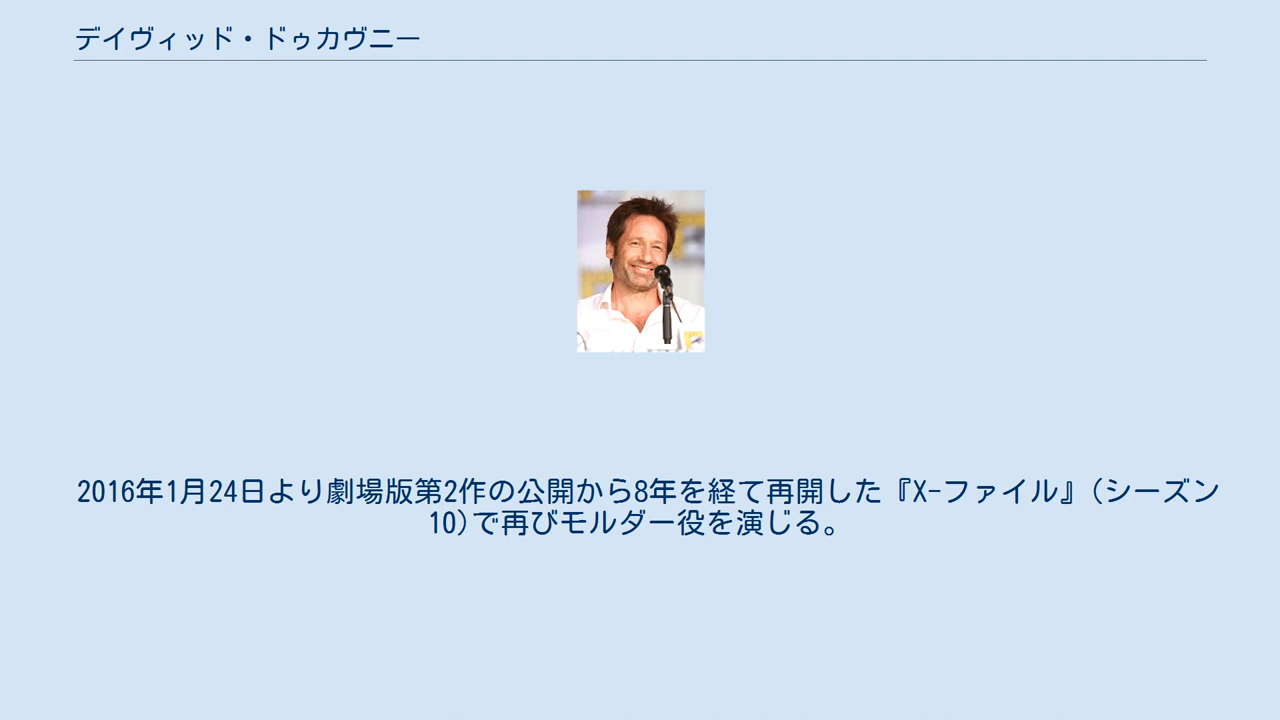 デイヴィッド・ドゥカヴニー
2016年1月24日より劇場版第2作の公開から8年を経て再開した『X-ファイル』(シーズン
10)で再びモルダー役を演じる。